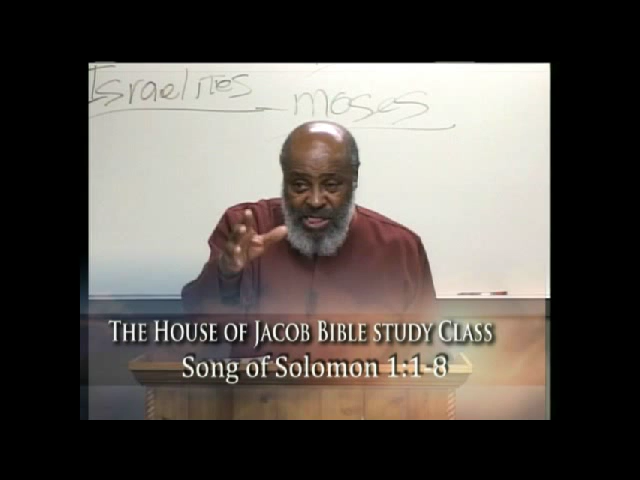 Israelites moses
THE HOUSE OF JACOB BIBLE STUDY CLASS
Song of Solomon 1:1-8